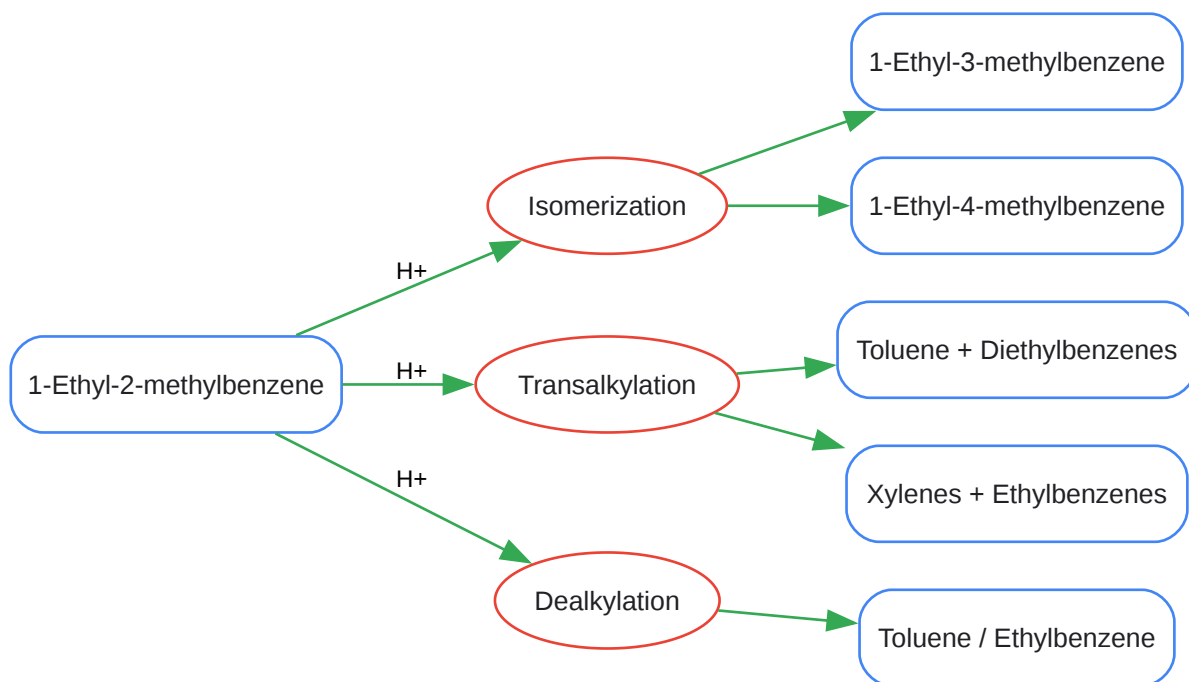 1-Ethyl-3-methylbenzene
Isomerization
1-Ethyl-4-methylbenzene
H+
Toluene + Diethylbenzenes
1-Ethyl-2-methylbenzene
H+
Transalkylation
Xylenes + Ethylbenzenes
H+
Dealkylation
Toluene / Ethylbenzene